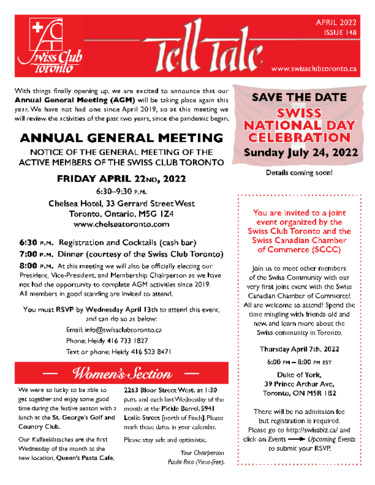 APRIL 2022
ISSUE 148
Swiss Club
Toronto
Tell Tale
www.swissclubtoronto.ca
With things finally opening up, we are excited to announce that our
Annual General Meeting (AGM) will be taking place again this
year. We have not had one since April 2019, so at this meeting we
will review the activities of the past two years, since the pandemic began.
ANNUAL GENERAL MEETING
NOTICE OF THE GENERAL MEETING OF THE
ACTIVE MEMBERS OF THE SWISS CLUB TORONTO
FRIDAY APRIL 22ND, 2022
6:30–9:30 P.M.
Chelsea Hotel, 33 Gerrard Street West
Toronto, Ontario, M5G 1Z4
www.chelseatoronto.com
6:30 P.M. Registration and Cocktails (cash bar)
7:00 P.M. Dinner (courtesy of the Swiss Club Toronto)
8:00 P.M. At this meeting we will also be officially electing our
President, Vice-President, and Membership Chairperson as we have
not had the opportunity to complete AGM activities since 2019.
All members in good standing are invited to attend.
You must RSVP by Wednesday April 13th to attend this event,
and can do so as below:
Email: info@swissclubtoronto.ca
Phone: Heidy 416 733 1827
Text or phone: Heidy 416 523 8471
Women's Section
We were so lucky to be able to
get together and enjoy some good
time during the festive season with a
lunch at the St. George's Golf and
Country Club.
Our Kaffeeklatsches are the first
Wednesday of the month at the
new location, Queen's Pasta Cafe,
2263 Bloor Street West, at 1:30
p.m. and each last Wednesday of the
month at the Pickle Barrel, 5941
Leslie Street [north of Finch]. Please
mark these dates in your calendar.
Please stay safe and optimistic.
Your Chairperson
Paula Rico (Virus-free).
SAVE THE DATE
SWISS
NATIONAL DAY
CELEBRATION
Sunday July 24, 2022
Details coming soon!
You are invited to a joint
event organized by the
Swiss Club Toronto and the
Swiss Canadian Chamber
of Commerce (SCCC)
Join us to meet other members
of the Swiss Community with our
very first joint event with the Swiss
Canadian Chamber of Commerce!
All are welcome to attend! Spend the
time mingling with friends old and
new, and learn more about the
Swiss community in Toronto.
Thursday April 7th, 2022
6:00 PM – 8:00 PM EST
Duke of York,
39 Prince Arthur Ave,
Toronto, ON M5R 1B2
There will be no admission fee
but registration is required.
Please go to http://swissbiz.ca/ and
click on Events → Upcoming Events
to submit your RSVP.